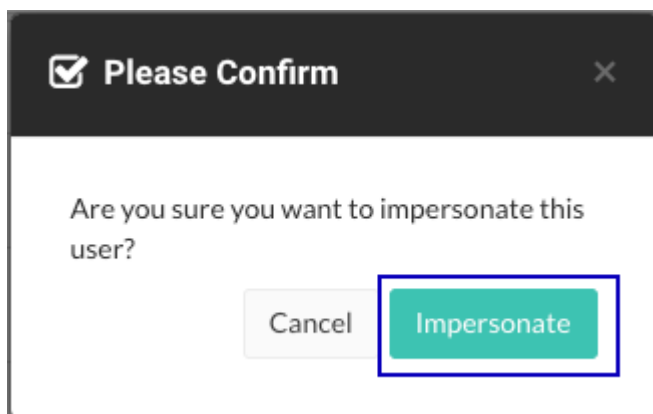 Please Confirm
Are you sure you want to impersonate this
user?
Cancel
Impersonate